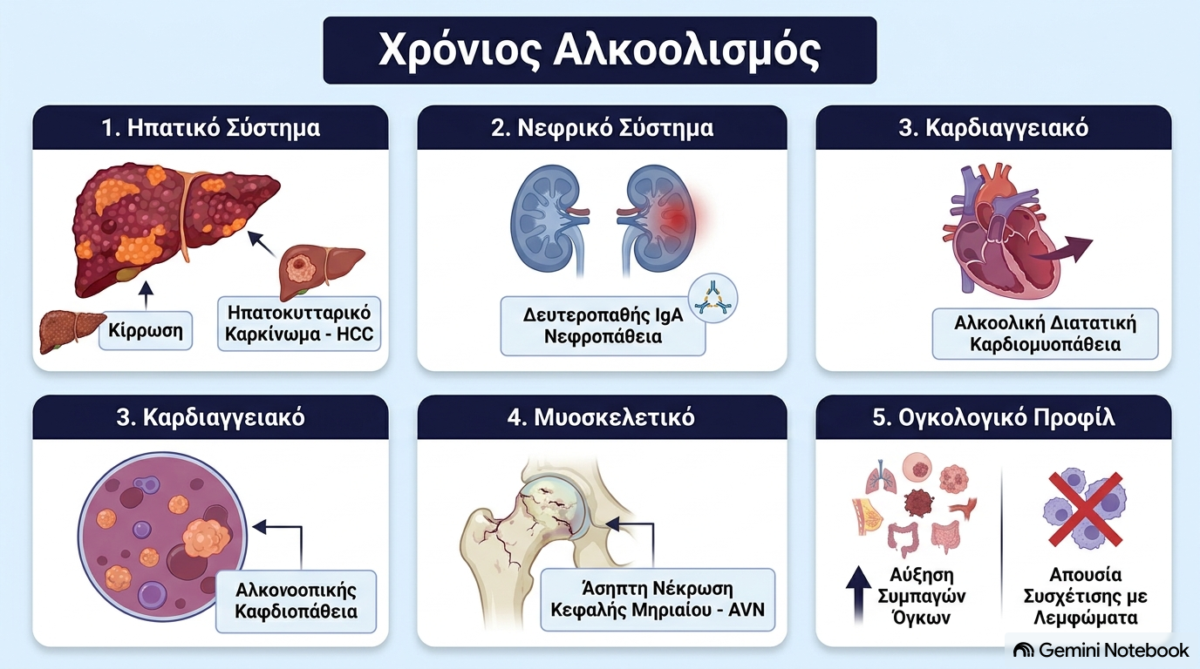 Χρόνιος Αλκοολισμός
1. Ηπατικό Σύστημα
Κίρρωση
Ηπατοκυτταρικό
Καρκίνωμα - HCC
2. Νεφρικό Σύστημα
Δευτεροπαθής IgA
Νεφροπάθεια
3. Καρδιαγγειακό
Αλκοολική Διατατική
Καρδιομυοπάθεια
3. Καρδιαγγειακό
Αλκονοοπικής
Καφδιοπάθεια
4. Μυοσκελετικό
Άσηπτη Νέκρωση
Κεφαλής Μηριαίου - AVN
5. Ογκολογικό Προφίλ
Αύξηση
Συμπαγών
Όγκων
Απουσία
Συσχέτισης με
Λεμφώματα
Gemini Notebook